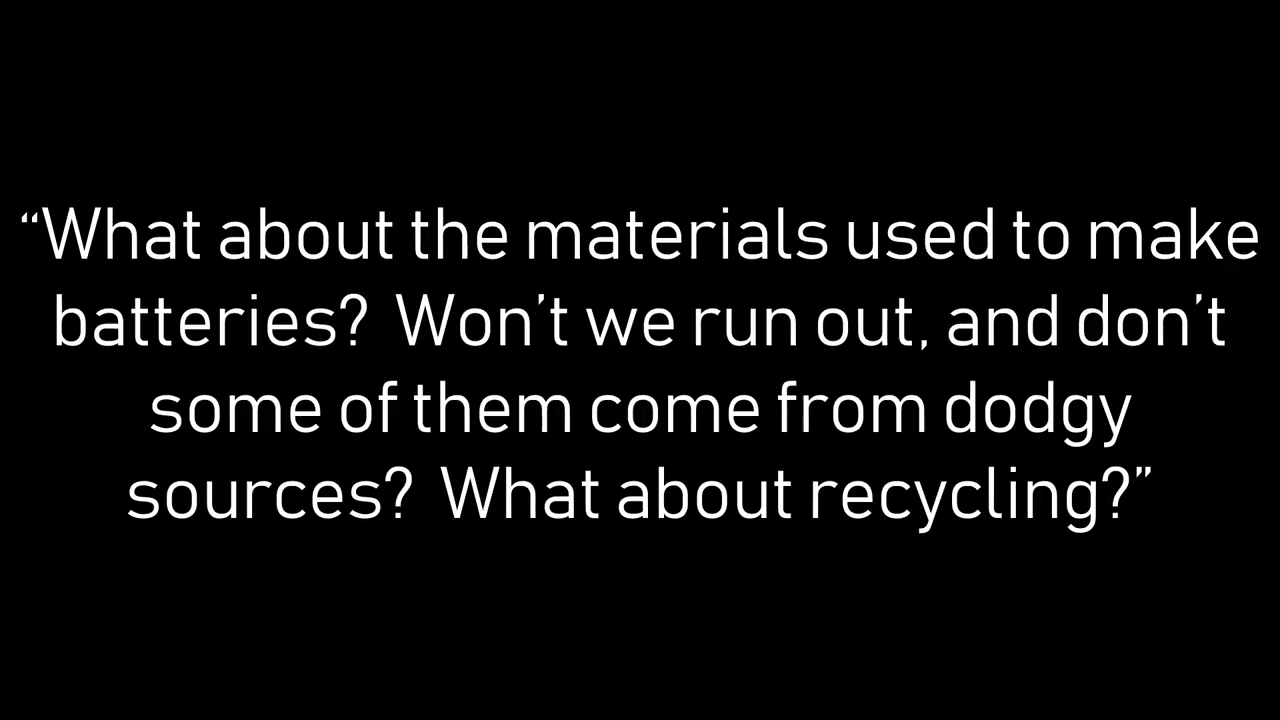 “What about the materials used to make
batteries?  Won’t we run out, and don’t
some of them come from dodgy
sources?  What about recycling?”